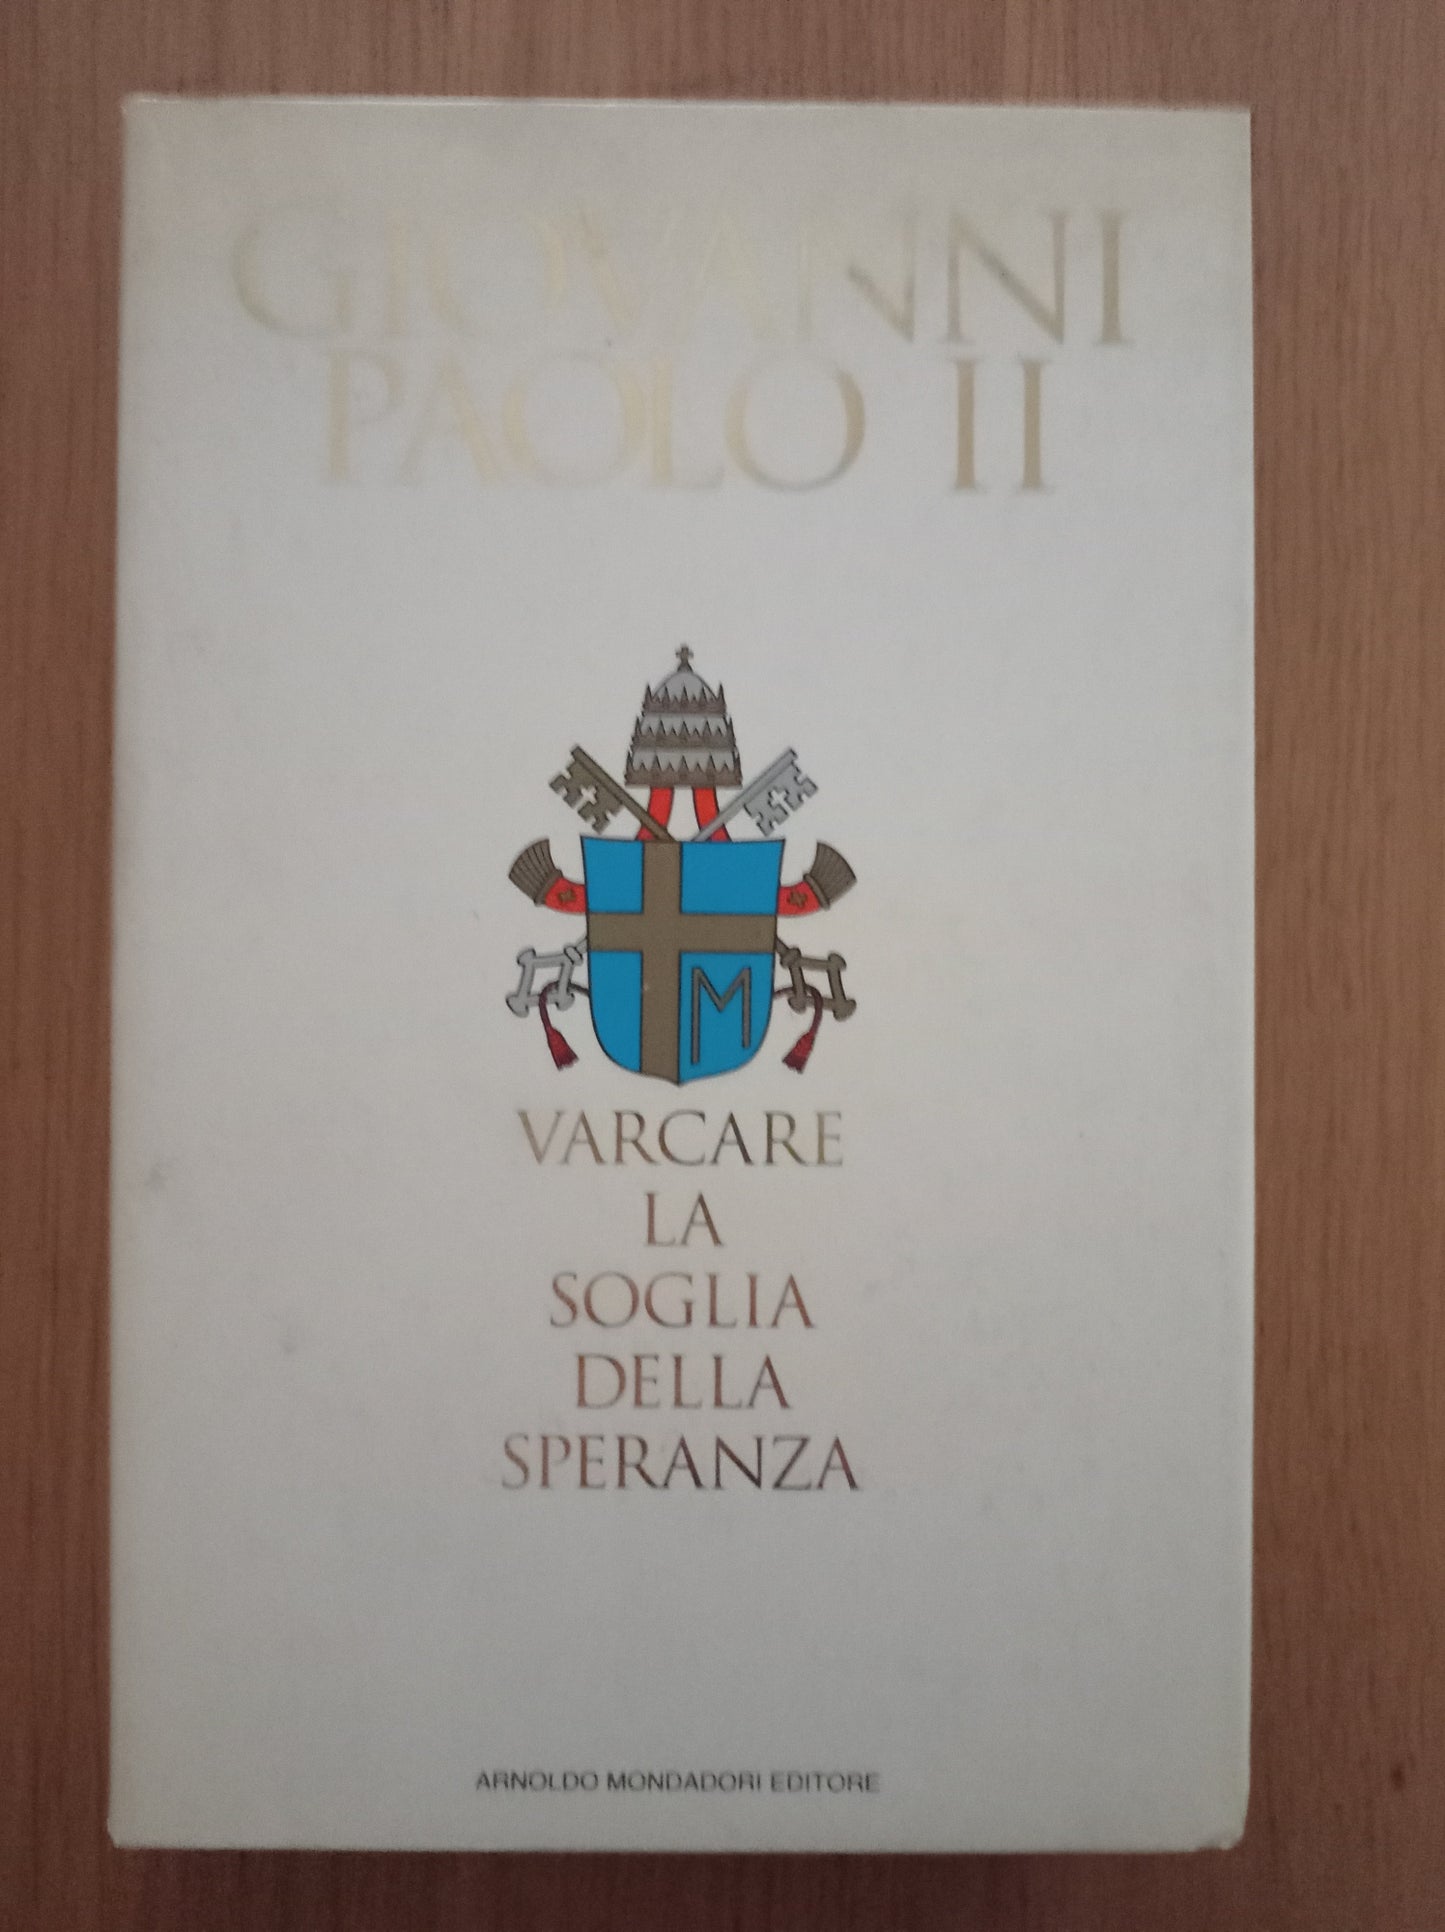 GIOVANNI
PAOLO II
M
VARCARE
LA
SOGLIA
DELLA
SPERANZA
ARNOLDO MONDADORI EDITORE